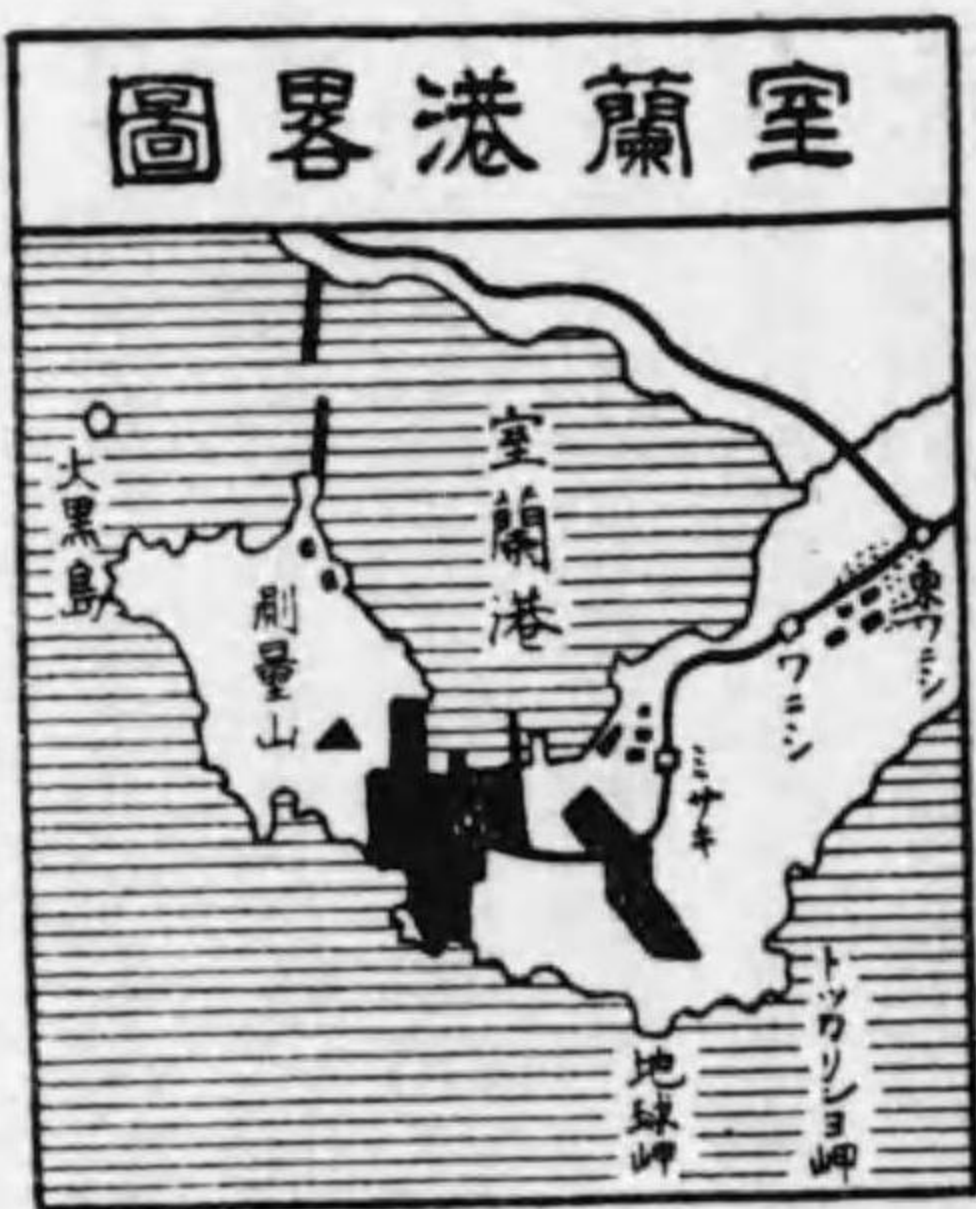 室蘭港畧圖
室蘭港
大黒島
測量山
東ワニシ
ワニシ
ミサキ
トッカリショ岬
地球岬